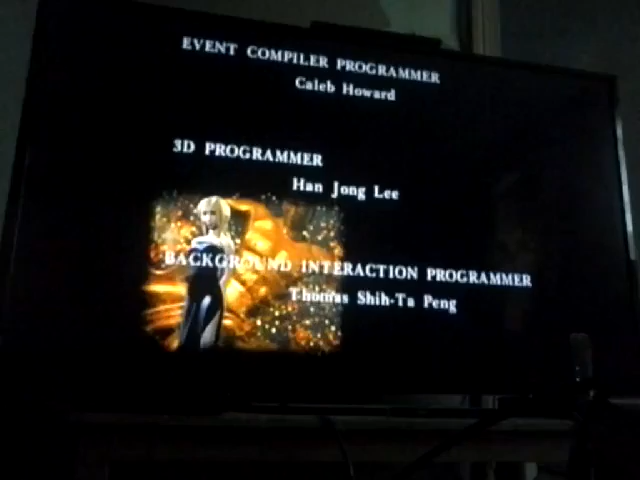 EVENT COMPILER PROGRAMMER
Caleb Howard
3D PROGRAMMER
Han Jong Lee
BACKGROUND INTERACTION PROGRAMMER
Thomas Shih-Ta Peng